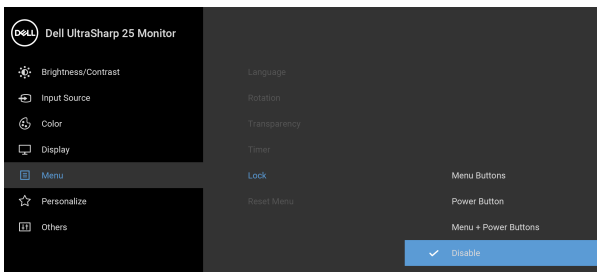 DELL Dell UltraSharp 25 Monitor
Brightness/Contrast
Language
Input Source
Rotation
Color
Transparency
Display
Timer
Menu
Lock
Menu Buttons
Personalize
Reset Menu
Power Button
Others
Menu + Power Buttons
Disable